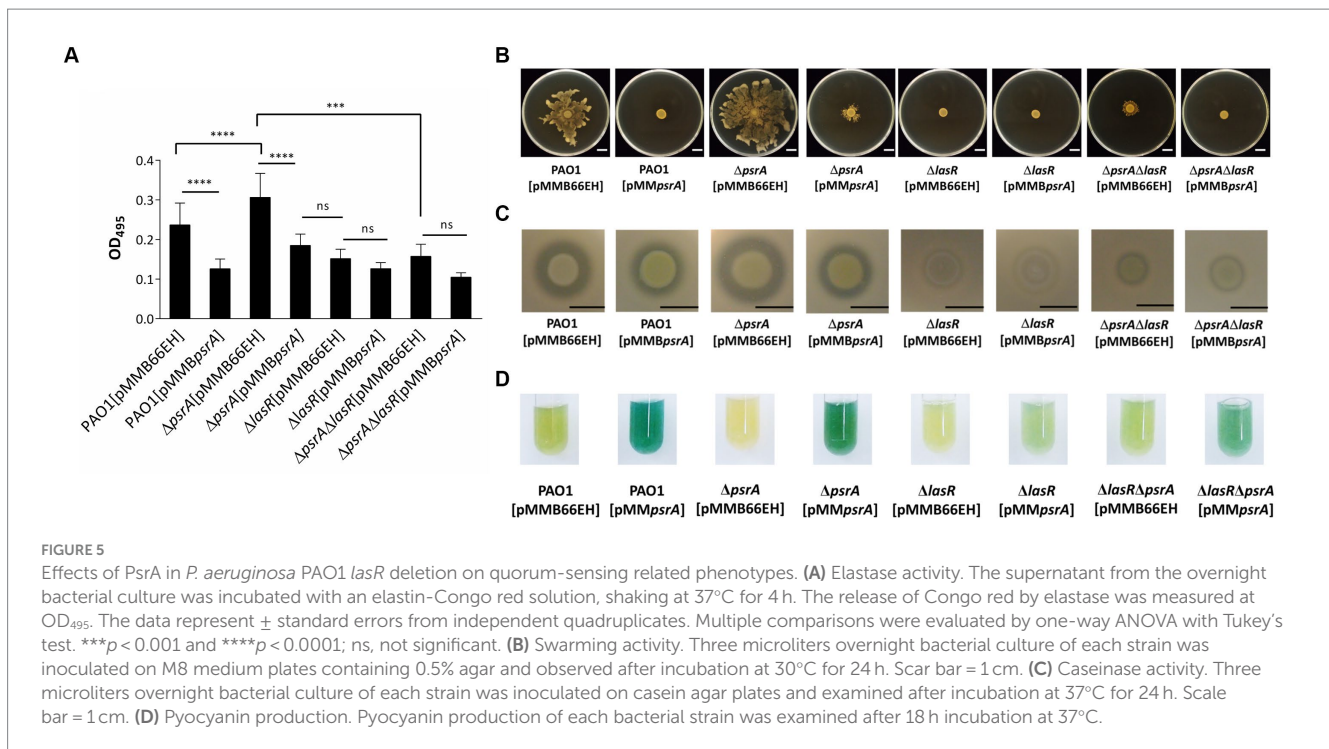 A
****
***
****
****
ns
ns
ns
OD495
0.4
0.3
0.2
0.1
0.0
PAO1[pMMB66EH]
PAO1[pMMBpsrA]
ΔpsrA[pMMB66EH]
ΔpsrA[pMMBpsrA]
ΔlasR[pMMB66EH]
ΔlasR[pMMBpsrA]
ΔpsrAΔlasR[pMMB66EH]
ΔpsrAΔlasR[pMMBpsrA]
B
PAO1 PAO1 ΔpsrA ΔpsrA ΔlasR ΔlasR ΔpsrAΔlasR ΔpsrAΔlasR
[pMMB66EH] [pMMpsrA] [pMMB66EH] [pMMpsrA] [pMMB66EH] [pMMBpsrA] [pMMB66EH] [pMMBpsrA]
C
PAO1 PAO1 ΔpsrA ΔpsrA ΔlasR ΔlasR ΔpsrAΔlasR ΔpsrAΔlasR
[pMMB66EH] [pMMBpsrA] [pMMB66EH] [pMMBpsrA] [pMMB66EH] [pMMBpsrA] [pMMB66EH] [pMMBpsrA]
D
PAO1 PAO1 ΔpsrA ΔpsrA ΔlasR ΔlasR ΔlasRΔpsrA ΔlasRΔpsrA
[pMMB66EH] [pMMpsrA] [pMMB66EH] [pMMpsrA] [pMMB66EH] [pMMpsrA] [pMMB66EH [pMMpsrA]
FIGURE 5
Effects of PsrA in P. aeruginosa PAO1 lasR deletion on quorum-sensing related phenotypes. (A) Elastase activity. The supernatant from the overnight
bacterial culture was incubated with an elastin-Congo red solution, shaking at 37°C for 4 h. The release of Congo red by elastase was measured at
OD495. The data represent ± standard errors from independent quadruplicates. Multiple comparisons were evaluated by one-way ANOVA with Tukey's
test. ***p < 0.001 and ****p < 0.0001; ns, not significant. (B) Swarming activity. Three microliters overnight bacterial culture of each strain was
inoculated on M8 medium plates containing 0.5% agar and observed after incubation at 30°C for 24 h. Scar bar = 1 cm. (C) Caseinase activity. Three
microliters overnight bacterial culture of each strain was inoculated on casein agar plates and examined after incubation at 37°C for 24 h. Scale
bar = 1 cm. (D) Pyocyanin production. Pyocyanin production of each bacterial strain was examined after 18 h incubation at 37°C.